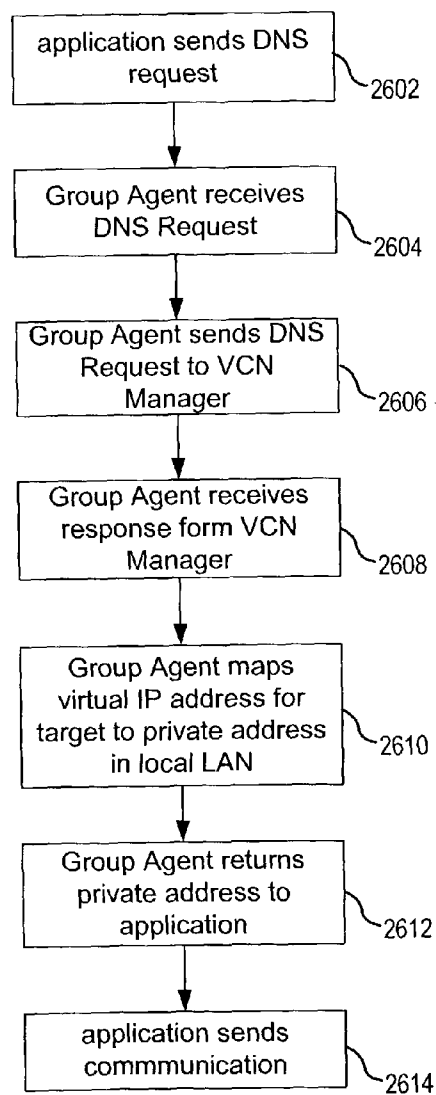 application sends DNS
request
2602
Group Agent receives
DNS Request
2604
Group Agent sends DNS
Request to VCN
Manager
2606
Group Agent receives
response form VCN
Manager
2608
Group Agent maps
virtual IP address for
target to private address
in local LAN
2610
Group Agent returns
private address to
application
2612
application sends
commmunication
2614